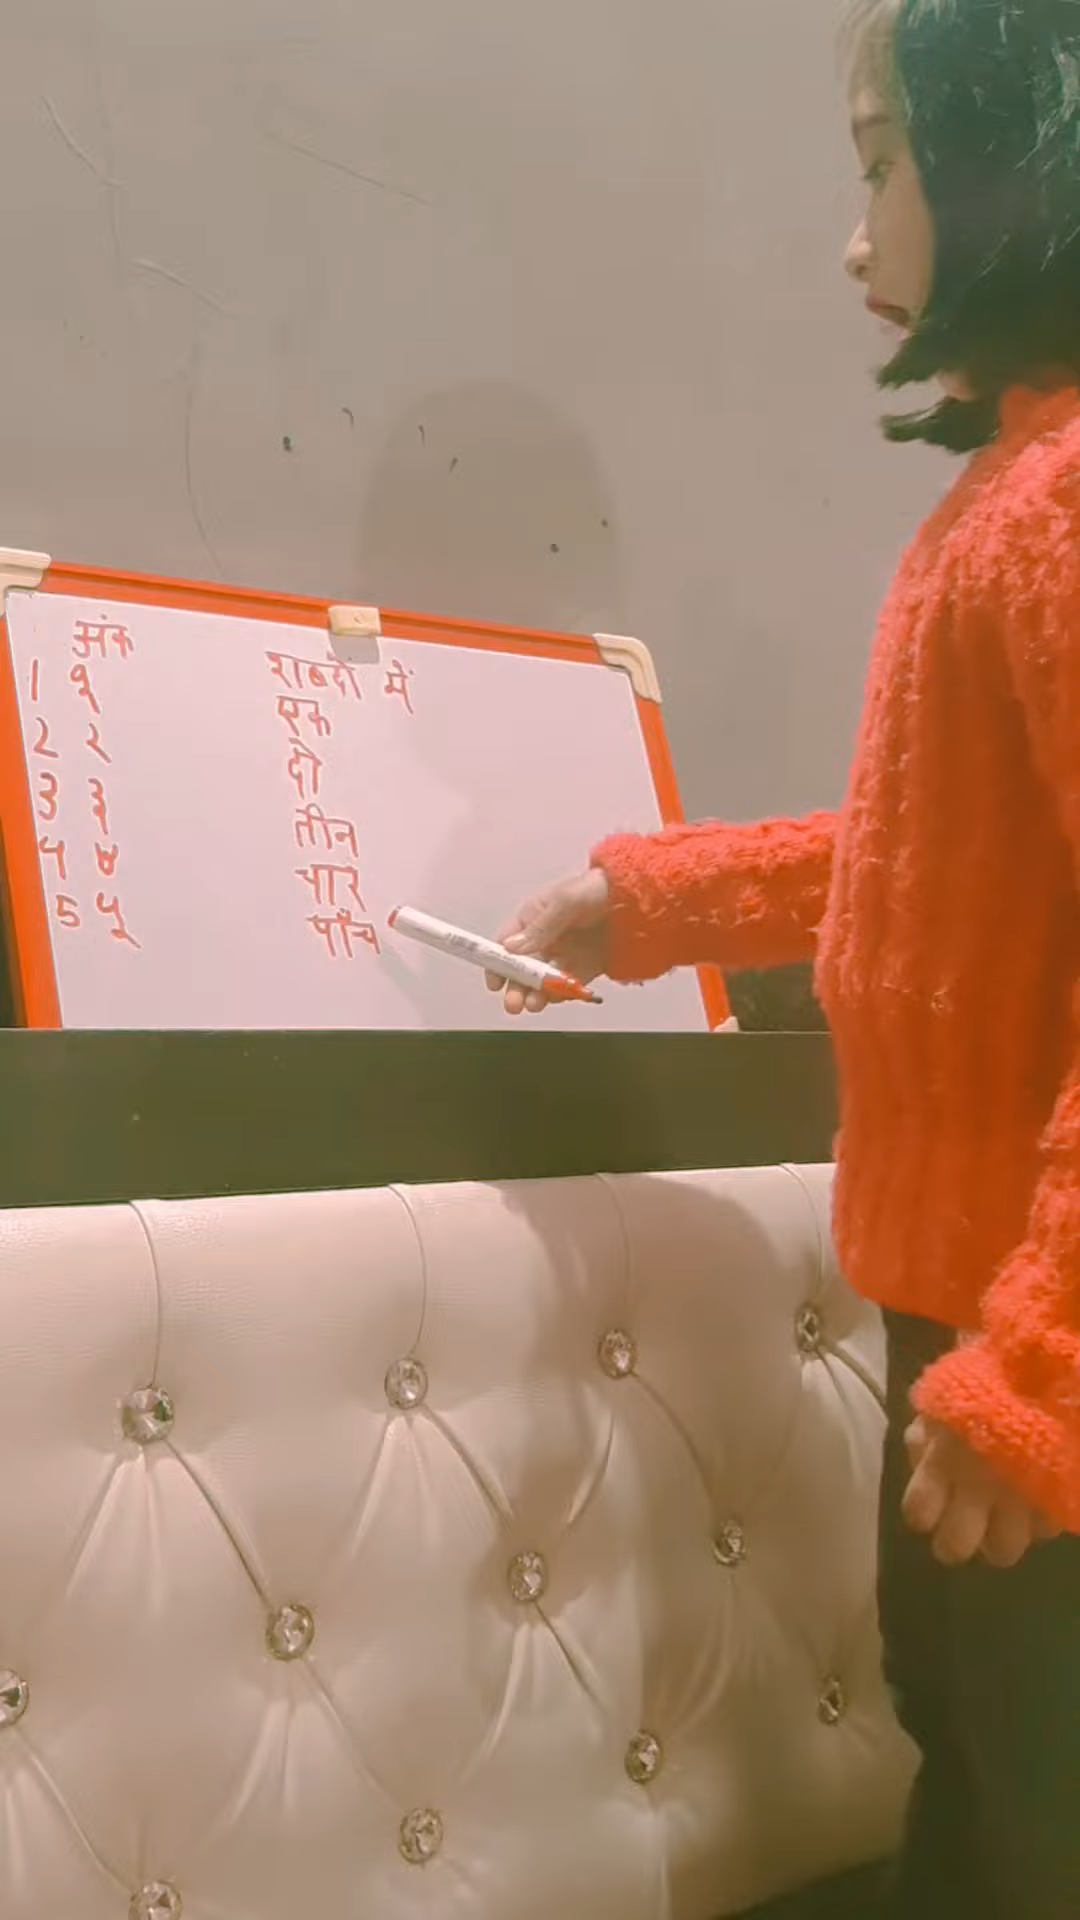 अंक शब्दों में
1 १ एक
2 २ दो
3 ३ तीन
4 ४ चार
5 ५ पाँच